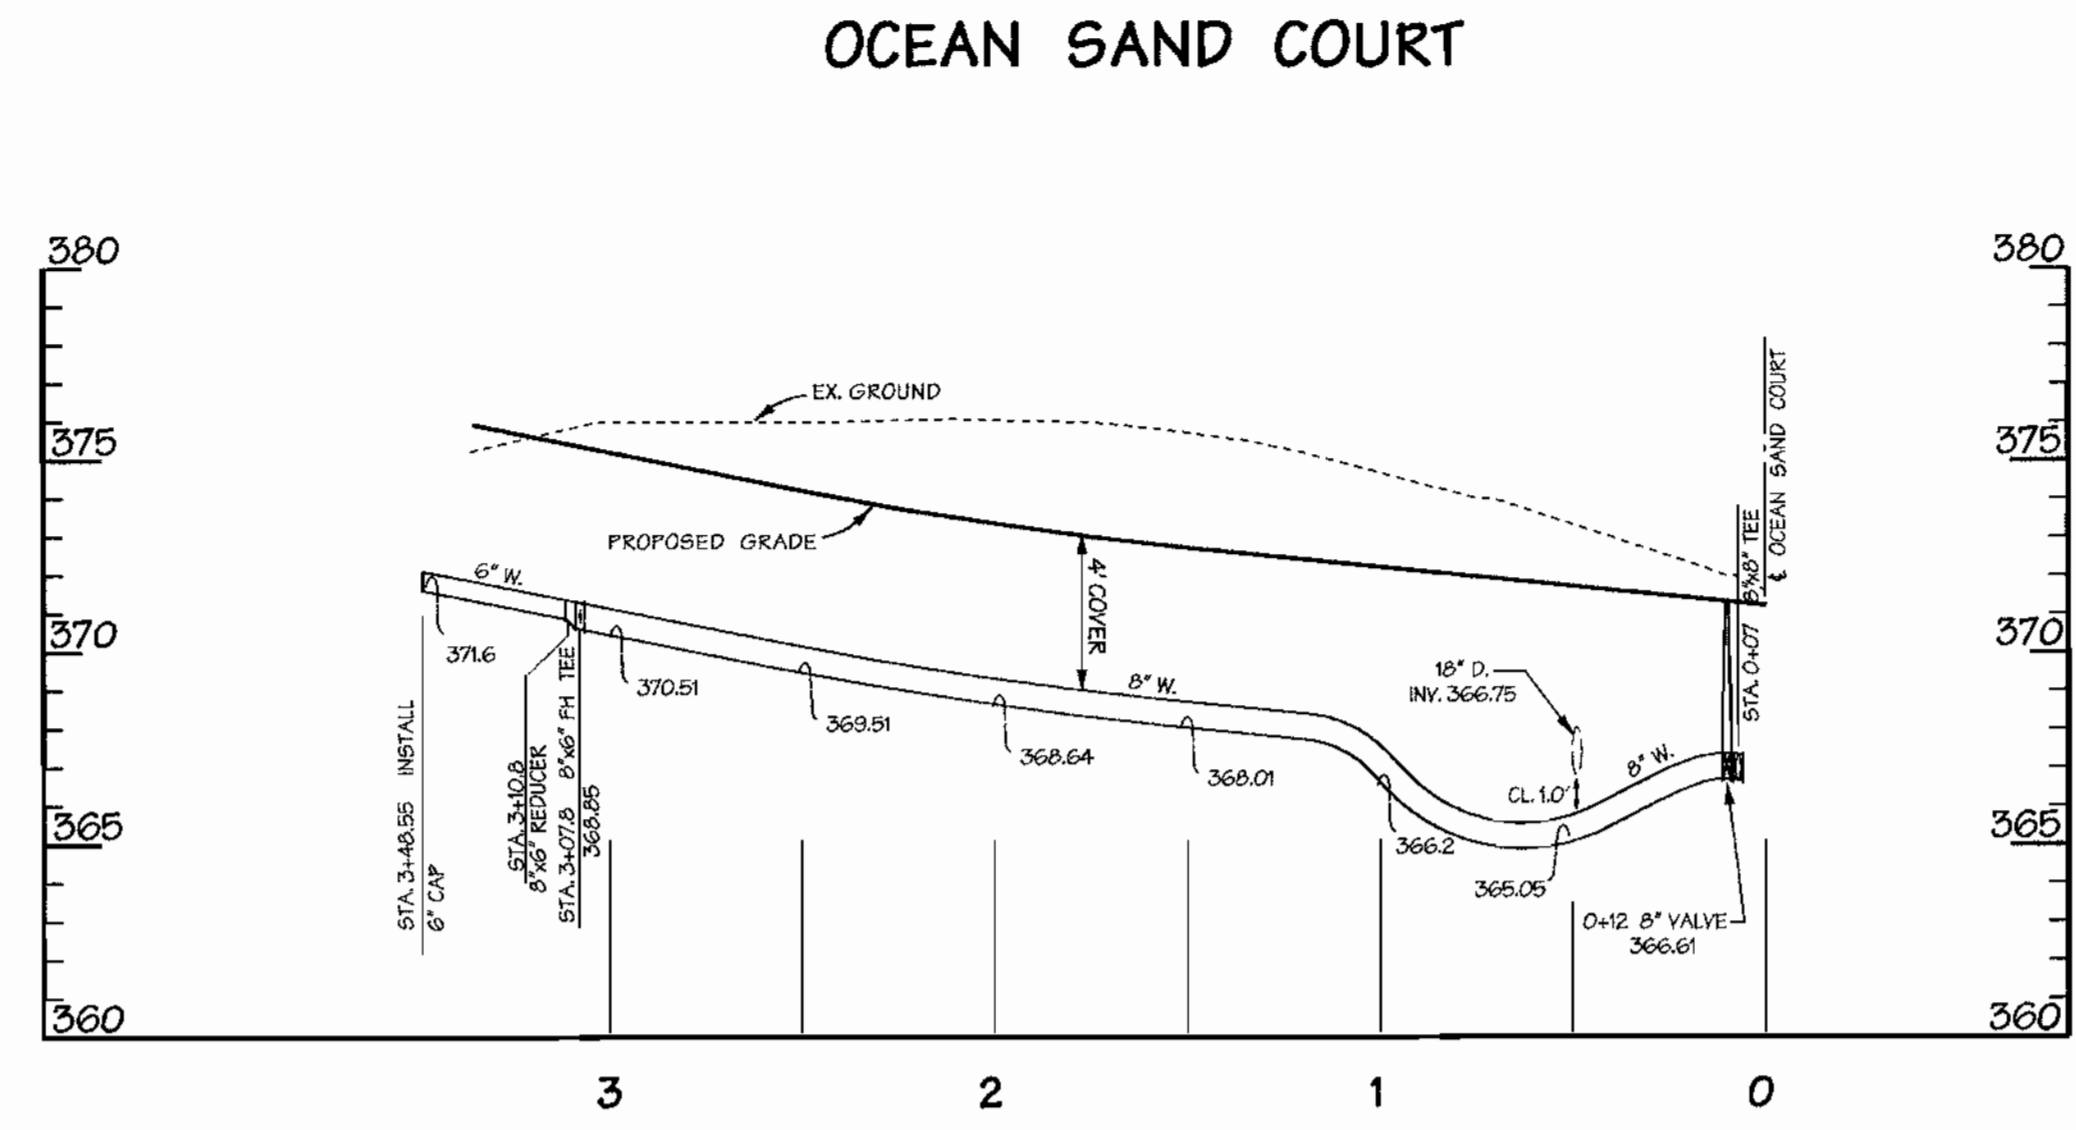 OCEAN SAND COURT
380
380
375
375
370
370
365
365
360
360
EX. GROUND
PROPOSED GRADE
4' COVER
6" W.
8" W.
8" W.
371.6
370.51
369.51
368.64
368.01
366.2
365.05
18" D.
INV. 366.75
CL. 1.0'
0+12 8" VALVE
366.61
STA. 3+48.55 INSTALL
6" CAP
STA. 3+10.8
8"x6" REDUCER
STA. 3+07.8 8"x6" FH TEE
368.85
STA. 0+07 8"x8" TEE
℄ OCEAN SAND COURT
3
2
1
0